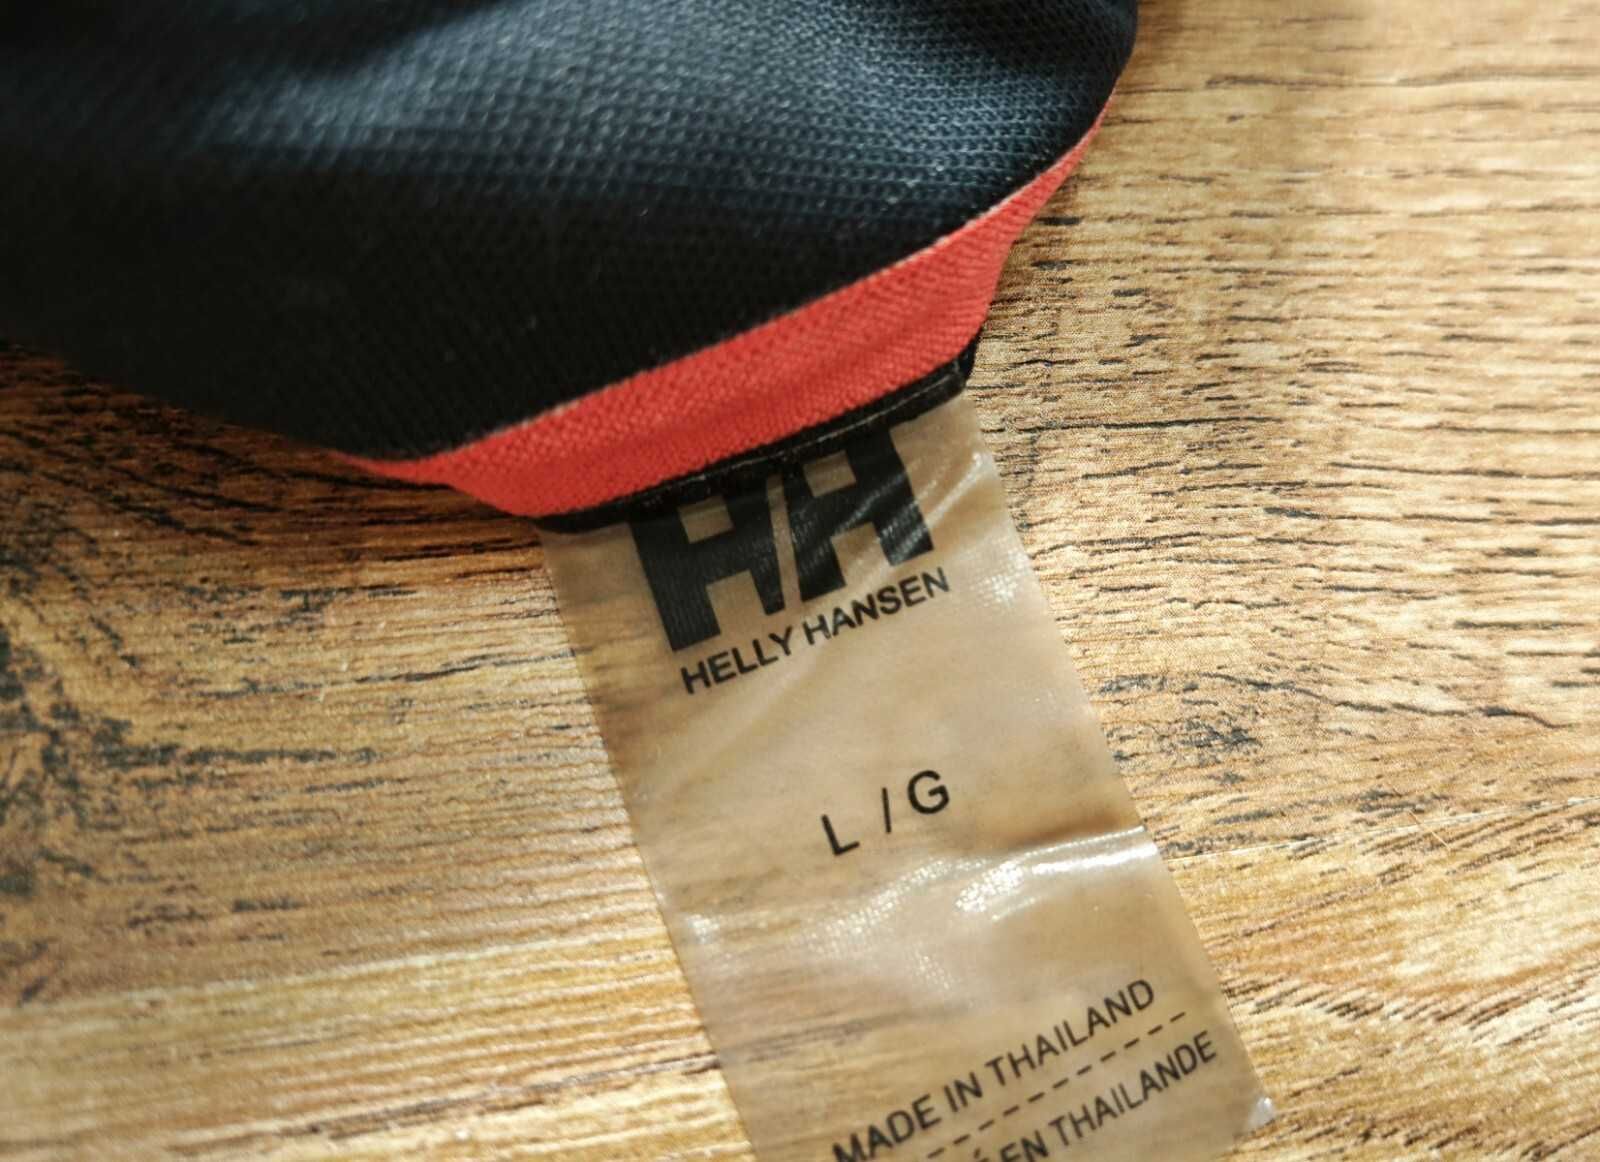 HH
HELLY HANSEN
L / G
MADE IN THAILAND
EN THAILANDE